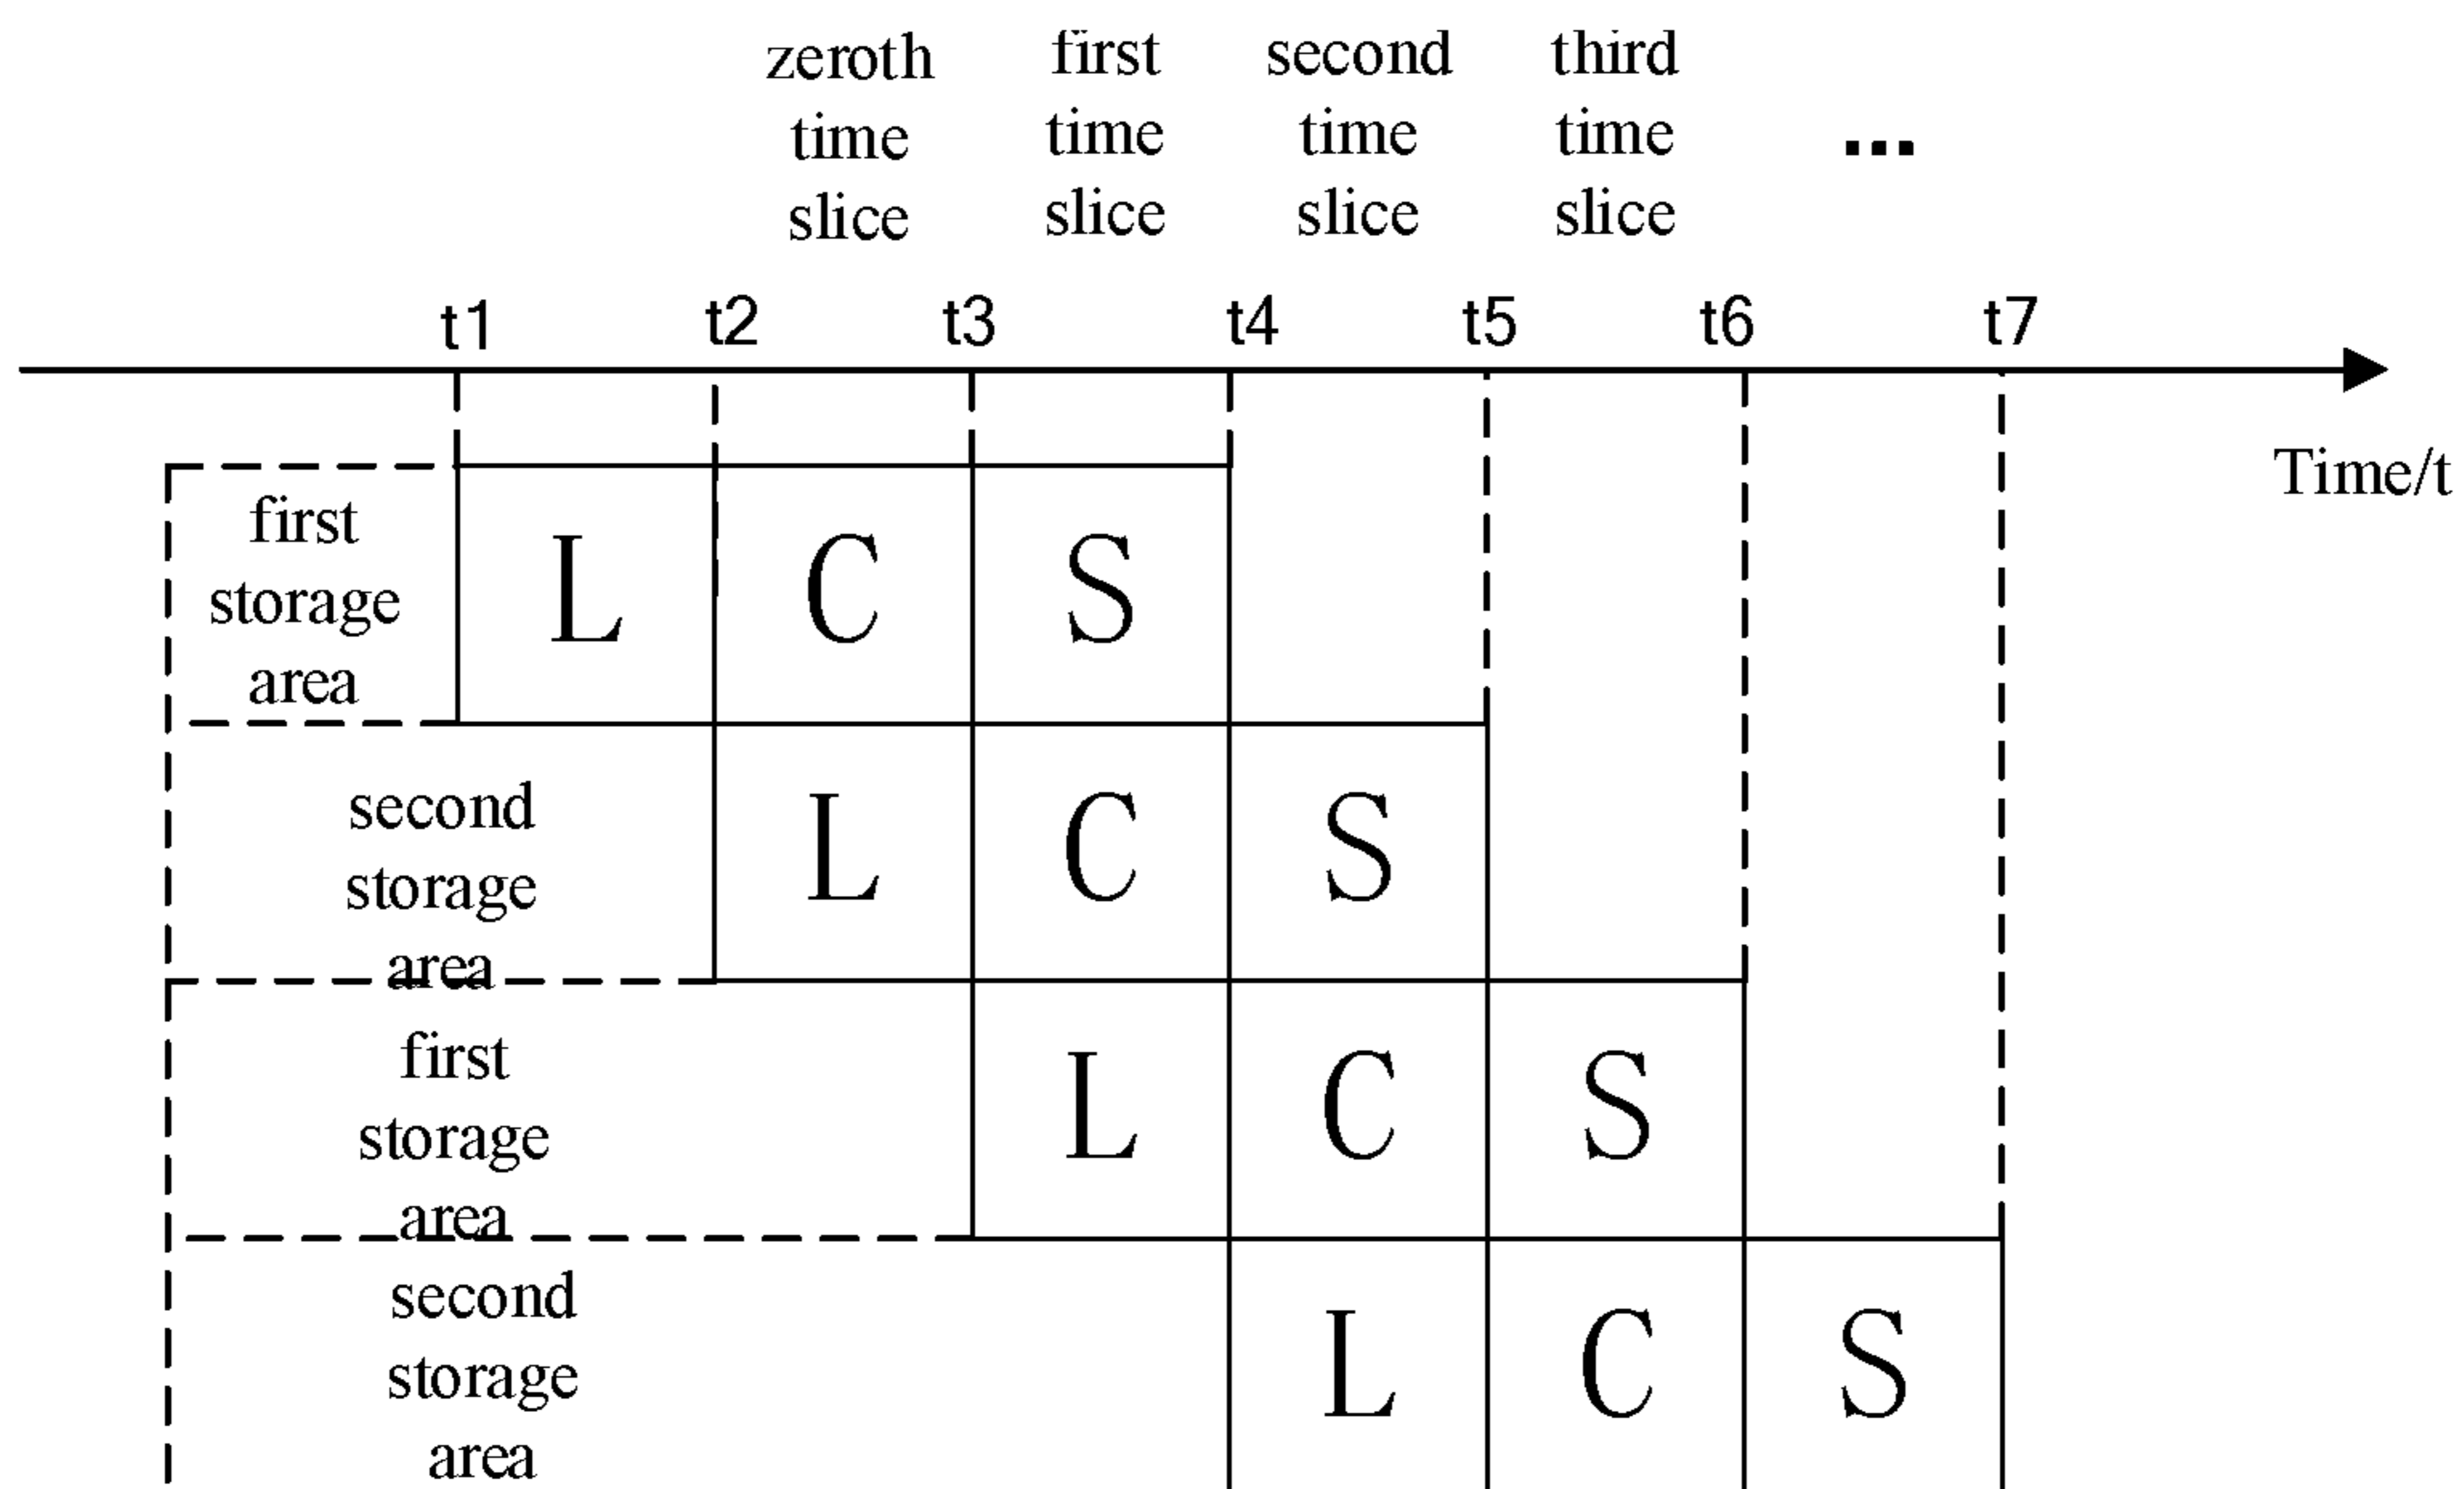 zeroth
time
slice
first
time
slice
second
time
slice
third
time
slice
...
t1 t2 t3 t4 t5 t6 t7
Time/t
first
storage
area
L C S
second
storage
area
L C S
first
storage
area
L C S
second
storage
area
L C S